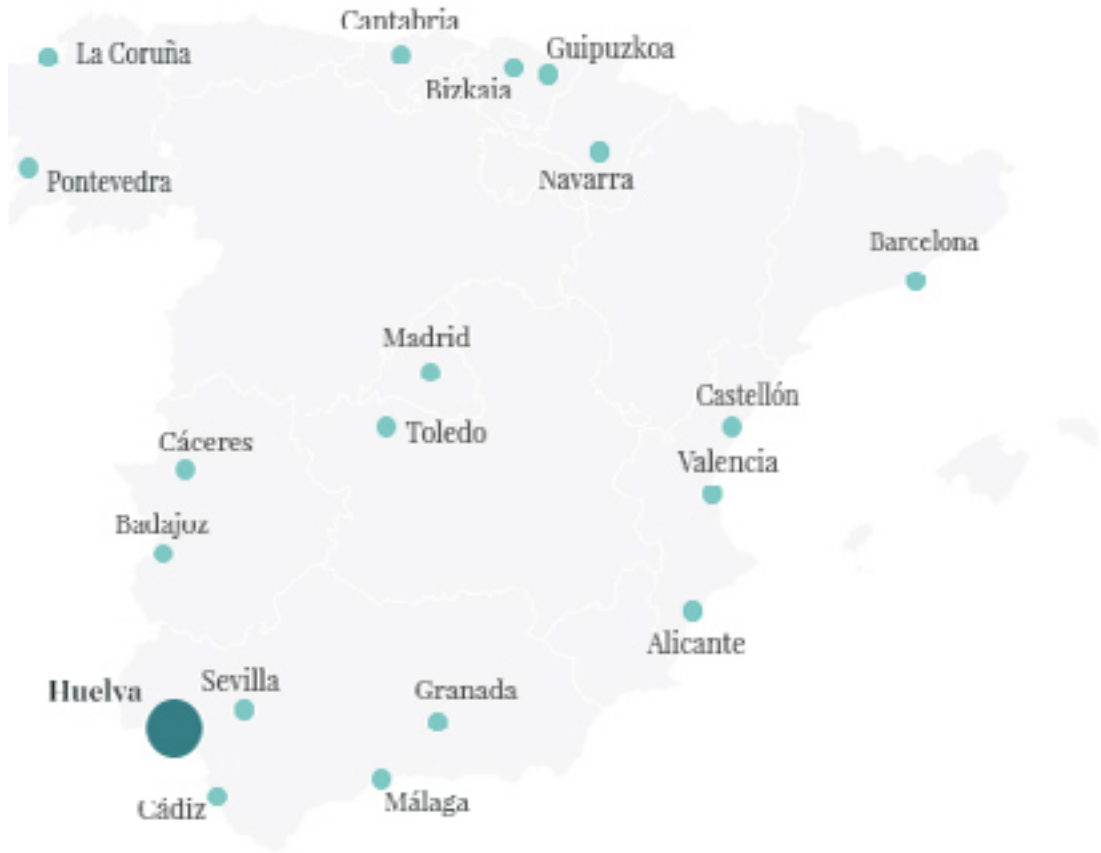 Cantabria
La Coruña
Guipuzkoa
Bizkaia
Pontevedra
Navarra
Barcelona
Madrid
Castellón
Toledo
Cáceres
Valencia
Badajoz
Alicante
Huelva
Sevilla
Granada
Cádiz
Málaga